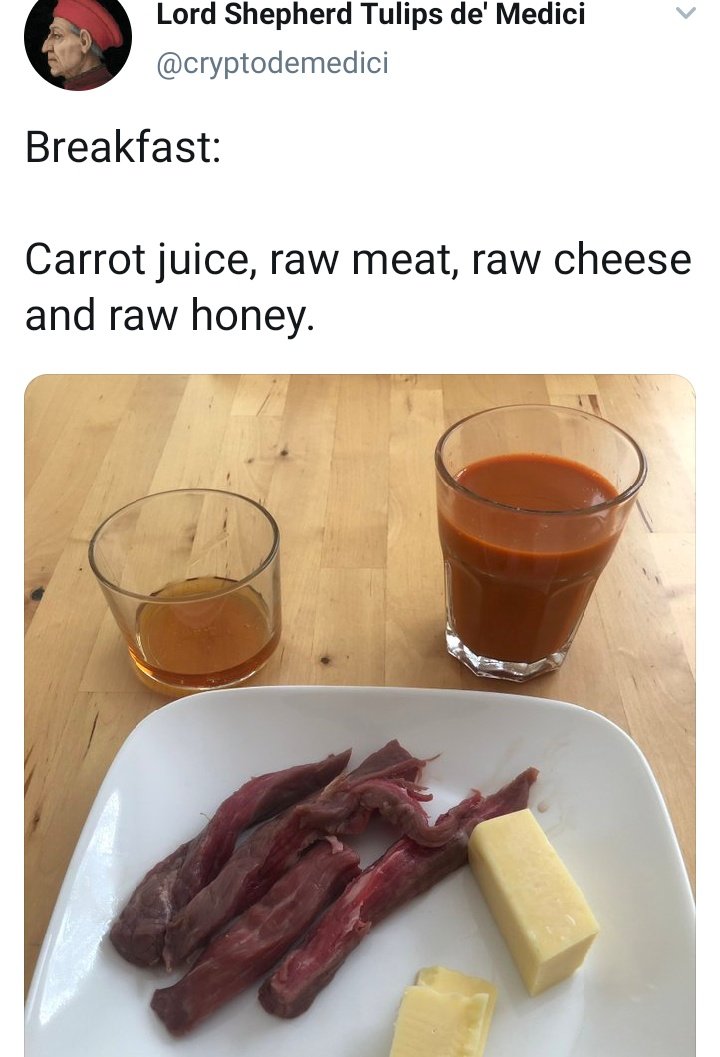 Lord Shepherd Tulips de' Medici
@cryptodemedici
Breakfast:
Carrot juice, raw meat, raw cheese
and raw honey.